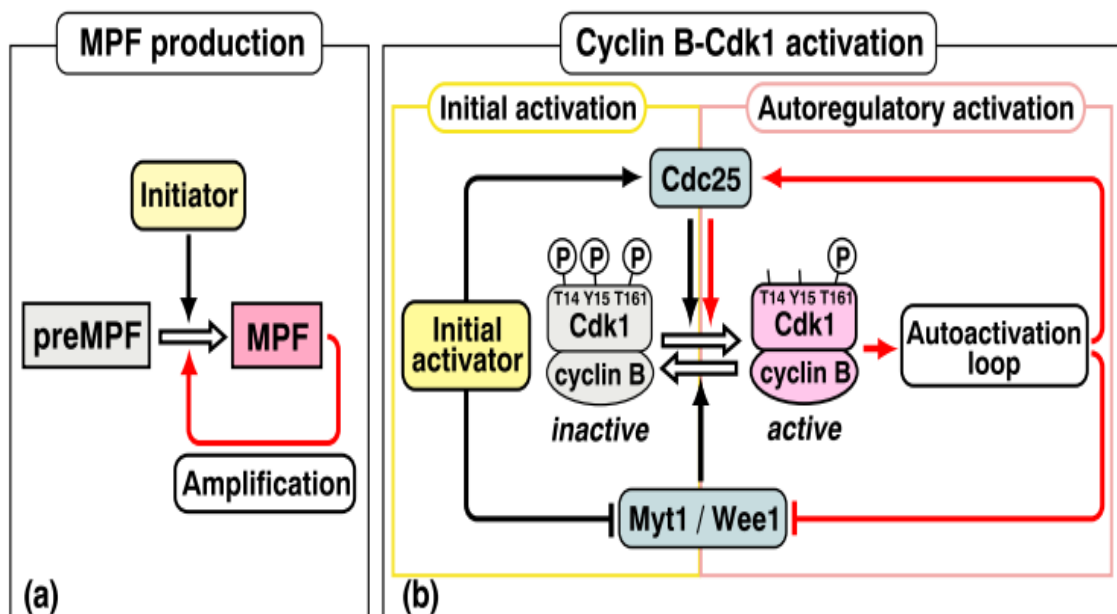 MPF production
Initiator
preMPF
MPF
Amplification
(a)
Cyclin B-Cdk1 activation
Initial activation
Autoregulatory activation
Cdc25
P P P
T14 Y15 T161
Cdk1
cyclin B
inactive
P
T14 Y15 T161
Cdk1
cyclin B
active
Initial
activator
Autoactivation
loop
Myt1 / Wee1
(b)